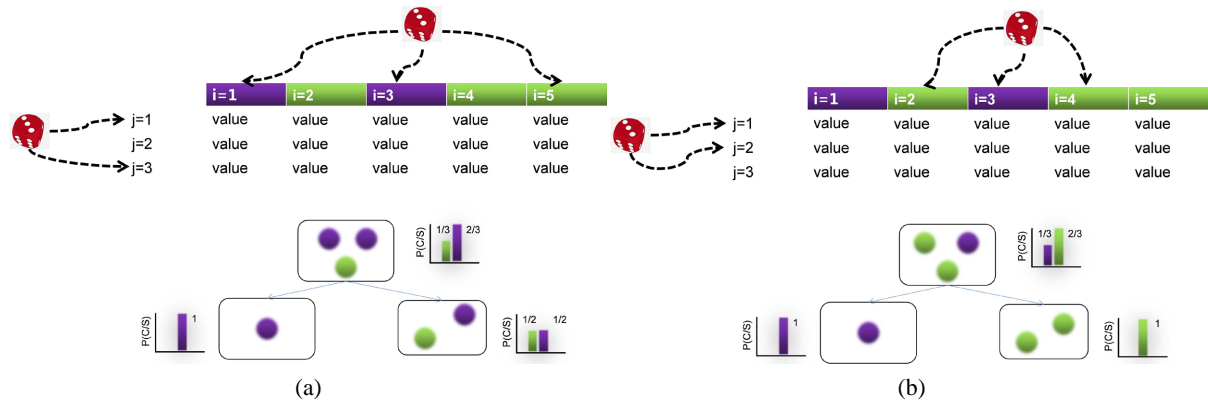 i=1 i=2 i=3 i=4 i=5
j=1 value value value value value
j=2 value value value value value
j=3 value value value value value
P(C/S) 1/3 2/3
P(C/S) 1
P(C/S) 1/2 1/2
(a)
i=1 i=2 i=3 i=4 i=5
j=1 value value value value value
j=2 value value value value value
j=3 value value value value value
P(C/S) 1/3 2/3
P(C/S) 1
P(C/S) 1
(b)